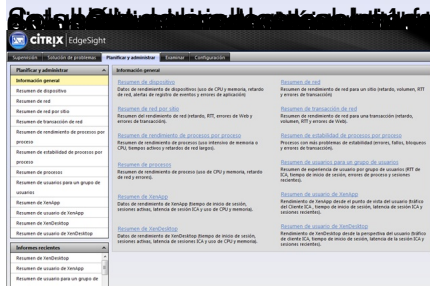 CITRIX EdgeSight
Supervisión Solución de problemas Planificar y administrar Examinar Configuración
Planificar y administrar
Información general
Resumen de dispositivo
Resumen de red
Resumen de red por sitio
Resumen de transacción de red
Resumen de rendimiento de procesos por
proceso
Resumen de estabilidad de procesos por
proceso
Resumen de procesos
Resumen de usuarios para un grupo de
usuarios
Resumen de XenApp
Resumen de usuario de XenApp
Resumen de XenDesktop
Resumen de usuario de XenDesktop
Informes recientes
Resumen de XenDesktop
Resumen de usuario de XenApp
Resumen de usuarios para un grupo de
Información general
Resumen de dispositivo
Datos de rendimiento de dispositivos (uso de CPU y memoria, retardo
de red, alertas de registro de eventos y errores de aplicación)
Resumen de red por sitio
Resumen del rendimiento de red (retardo, RTT, errores de Web y
errores de transacción).
Resumen de rendimiento de procesos por proceso
Resumen de rendimiento de proceso (uso intensivo de memoria o
CPU, tiempos activos y retardos de red largos).
Resumen de procesos
Resumen de rendimiento de proceso (uso de CPU y memoria, retardo
de red y errores).
Resumen de XenApp
Datos de rendimiento de XenApp (tiempo de inicio de sesión,
sesiones activas, latencia de sesión ICA y uso de CPU y memoria).
Resumen de XenDesktop
Datos de rendimiento de XenDesktop (tiempo de inicio de sesión,
sesiones activas, latencia de sesiones ICA y uso de CPU y memoria).
Resumen de red
Resumen de rendimiento de red para un sitio (retardo, volumen, RTT
y errores de transacción).
Resumen de transacción de red
Resumen de rendimiento de red para una transacción (retardo,
volumen, RTT y errores de Web).
Resumen de estabilidad de procesos por proceso
Procesos con más problemas de estabilidad (errores, fallos, bloqueos
y errores de transacción).
Resumen de usuarios para un grupo de usuarios
Resumen de experiencia de usuario por grupo de usuarios (RTT de
ICA, tiempo de inicio de sesión, errores de proceso y sesiones
recientes).
Resumen de usuario de XenApp
Rendimiento de XenApp desde el punto de vista del usuario (tráfico
del Cliente ICA, tiempo de inicio de sesión, latencia de sesión ICA y
sesiones recientes).
Resumen de usuario de XenDesktop
Rendimiento de XenDesktop desde la perspectiva del usuario (tráfico
de cliente ICA, tiempo de inicio de sesión, latencia de la sesión ICA y
sesiones recientes).